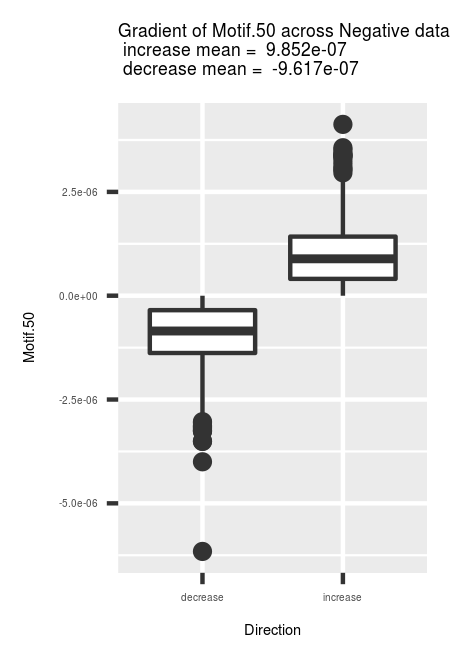 Gradient of Motif.50 across Negative data
increase mean =  9.852e-07
decrease mean =  -9.617e-07
2.5e-06
0.0e+00
-2.5e-06
-5.0e-06
Motif.50
decrease
increase
Direction